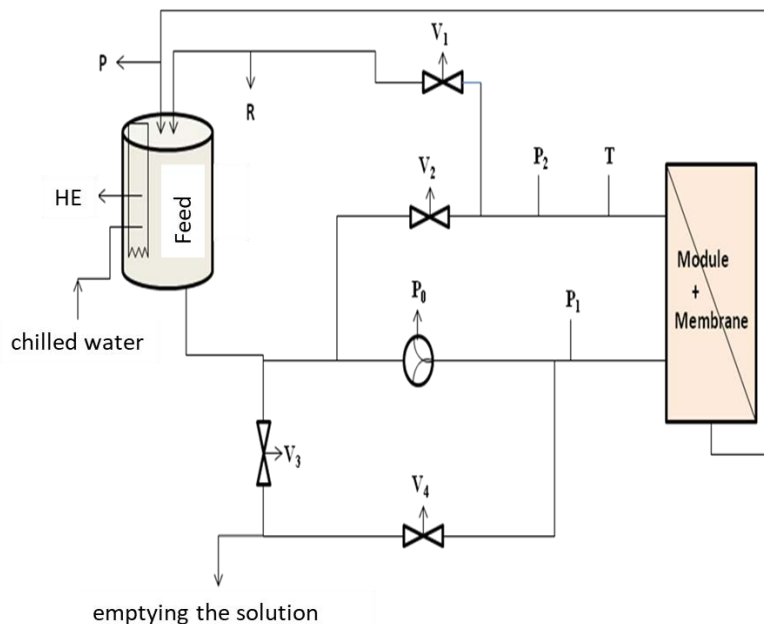 V₁
P
R
V₂
P₂
T
HE
Feed
Module
+
Membrane
P₀
P₁
chilled water
V₃
V₄
emptying the solution